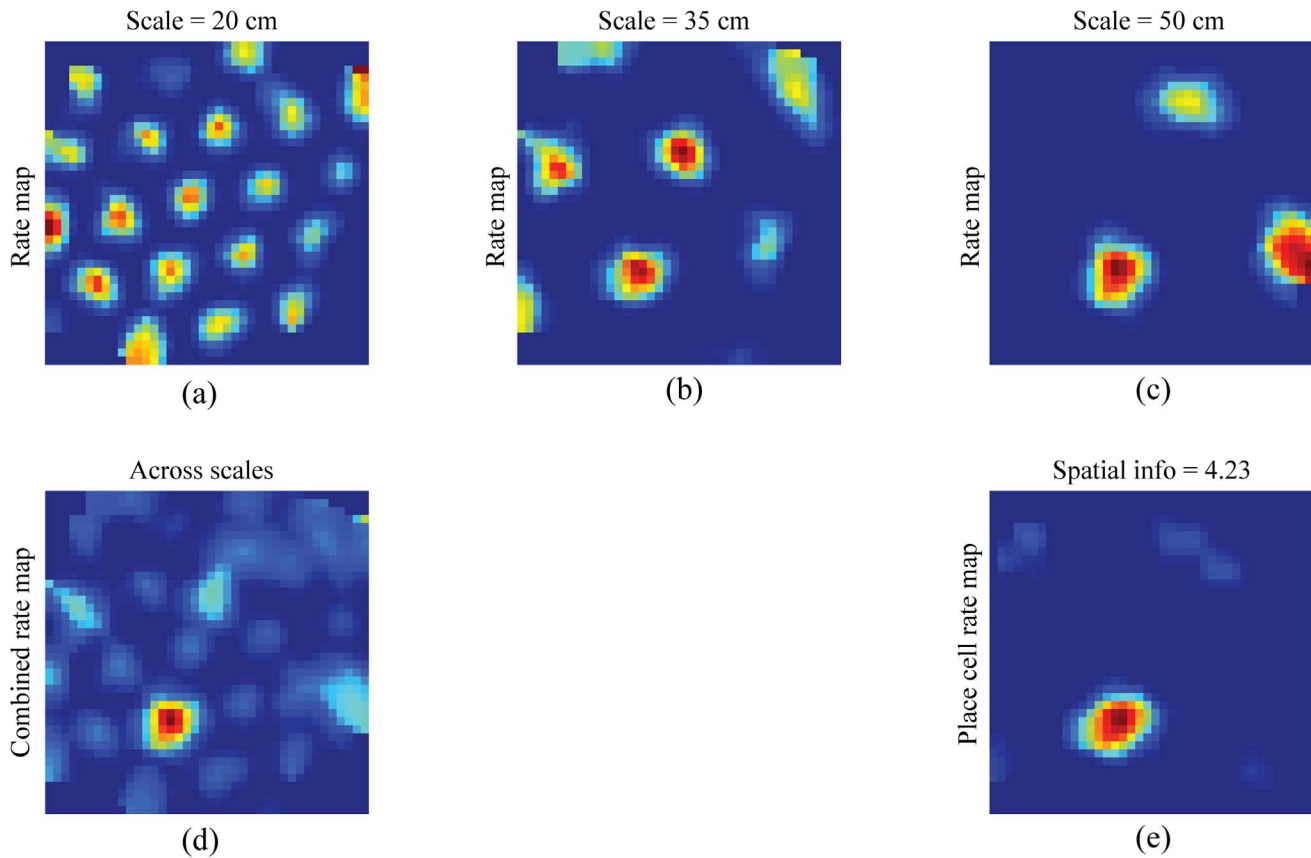 Scale = 20 cm
Scale = 35 cm
Scale = 50 cm
Rate map
Rate map
Rate map
(a)
(b)
(c)
Across scales
Spatial info = 4.23
Combined rate map
Place cell rate map
(d)
(e)